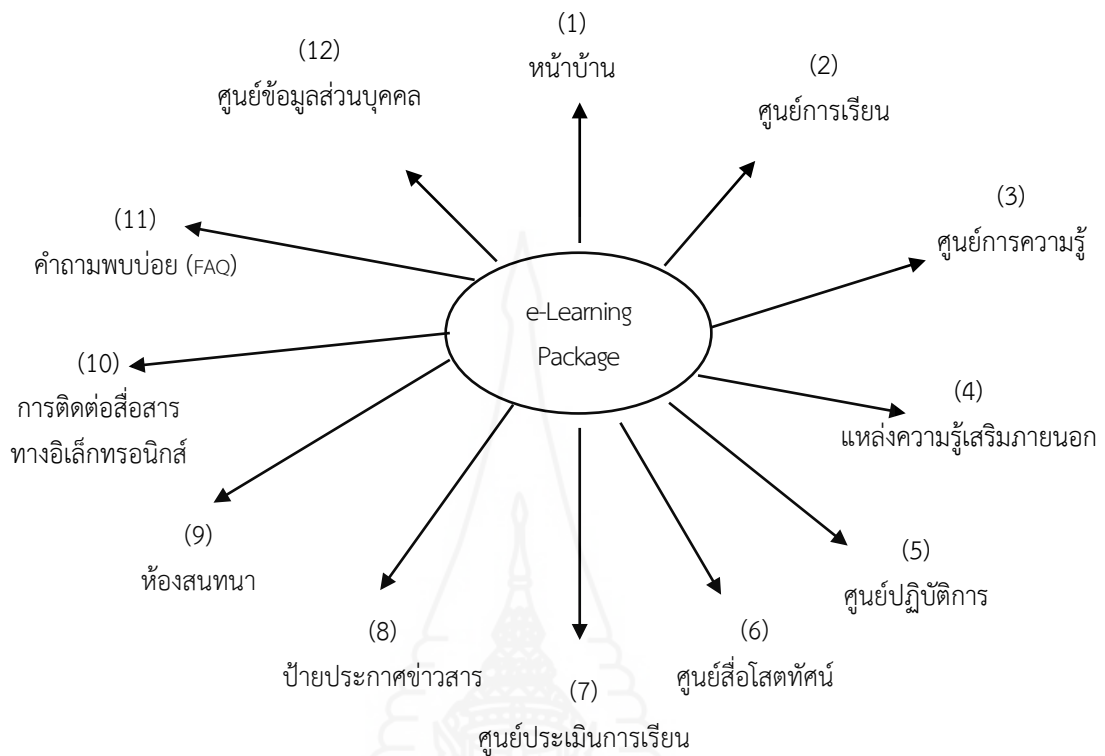 (1)
หน้าบ้าน
(2)
ศูนย์การเรียน
(3)
ศูนย์การความรู้
(4)
แหล่งความรู้เสริมภายนอก
(5)
ศูนย์ปฏิบัติการ
(6)
ศูนย์สื่อโสตทัศน์
(7)
ศูนย์ประเมินการเรียน
(8)
ป้ายประกาศข่าวสาร
(9)
ห้องสนทนา
(10)
การติดต่อสื่อสาร
ทางอิเล็กทรอนิกส์
(11)
คำถามพบบ่อย (FAQ)
(12)
ศูนย์ข้อมูลส่วนบุคคล
e-Learning
Package